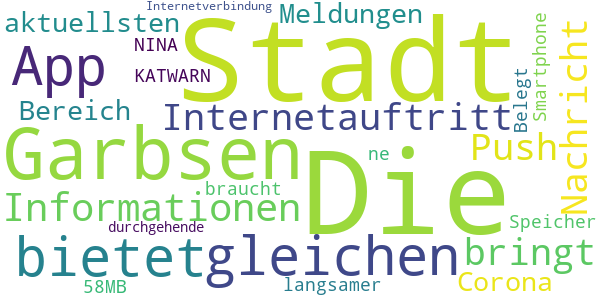 Internetverbindung
aktuellsten
Meldungen
Stadt
NINA
App
KATWARN
Smartphone
Nachricht
Belegt
Bereich
Internetauftritt
Garbsen
Die
Push
ne
braucht
Informationen
durchgehende
Speicher
bietet
gleichen
bringt
58MB
langsamer
Corona